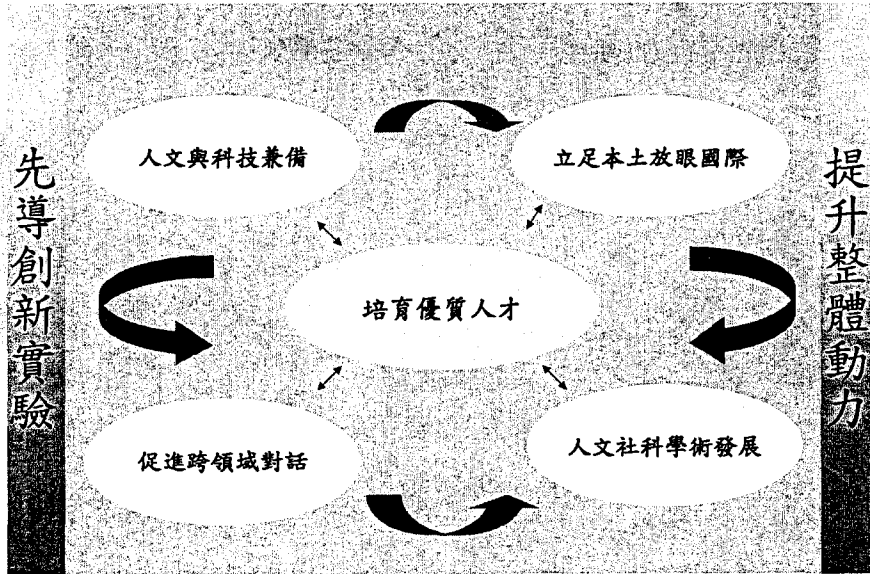 先導創新實驗
人文與科技兼備
立足本土放眼國際
培育優質人才
促進跨領域對話
人文社科學術發展
提升整體動力